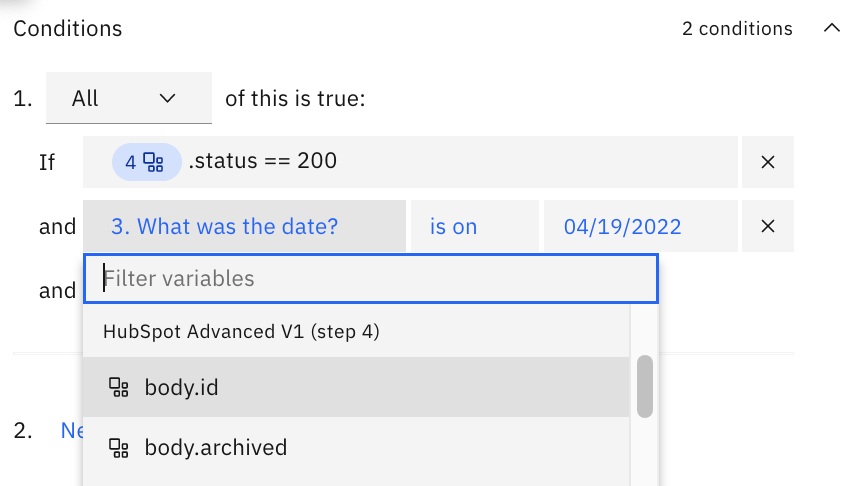 Conditions 2 conditions
1. All of this is true:
If 4 .status == 200
and 3. What was the date? is on 04/19/2022
Filter variables
and
HubSpot Advanced V1 (step 4)
body.id
2. Ne
body.archived